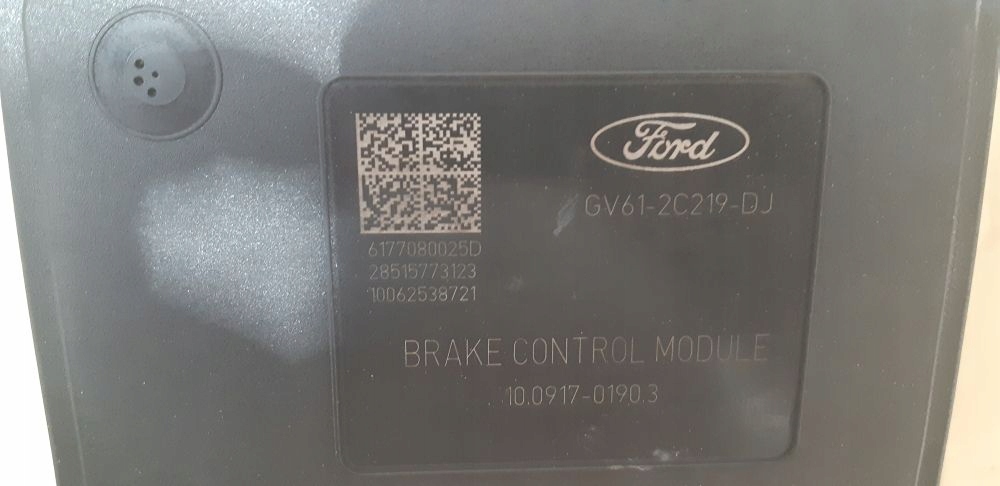 Ford
GV61-2C219-DJ
6177080025D
28515773123
10062538721
BRAKE CONTROL MODULE
10.0917-0190.3